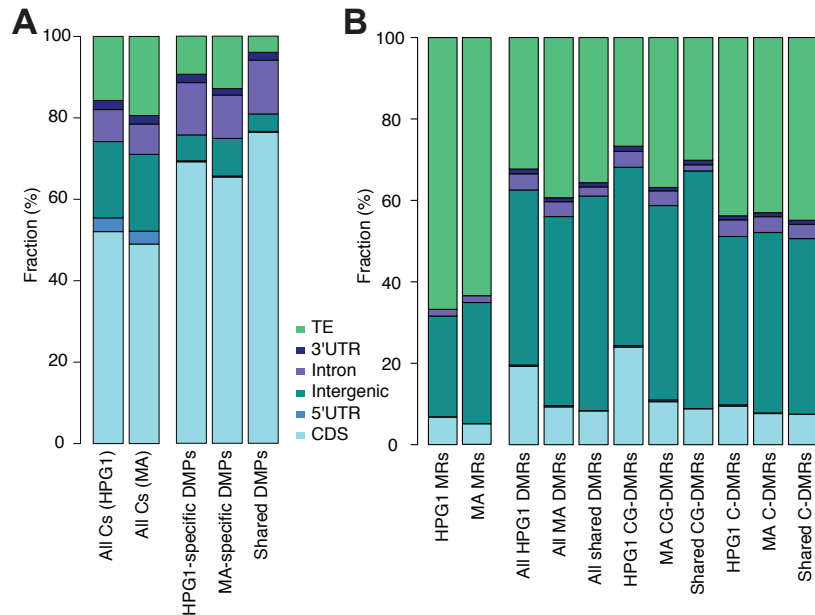 A
Fraction (%)
100
80
60
40
20
0
All Cs (HPG1)
All Cs (MA)
HPG1-specific DMPs
MA-specific DMPs
Shared DMPs
TE
3'UTR
Intron
Intergenic
5'UTR
CDS
B
Fraction (%)
100
80
60
40
20
0
HPG1 MRs
MA MRs
All HPG1 DMRs
All MA DMRs
All shared DMRs
HPG1 CG-DMRs
MA CG-DMRs
Shared CG-DMRs
HPG1 C-DMRs
MA C-DMRs
Shared C-DMRs